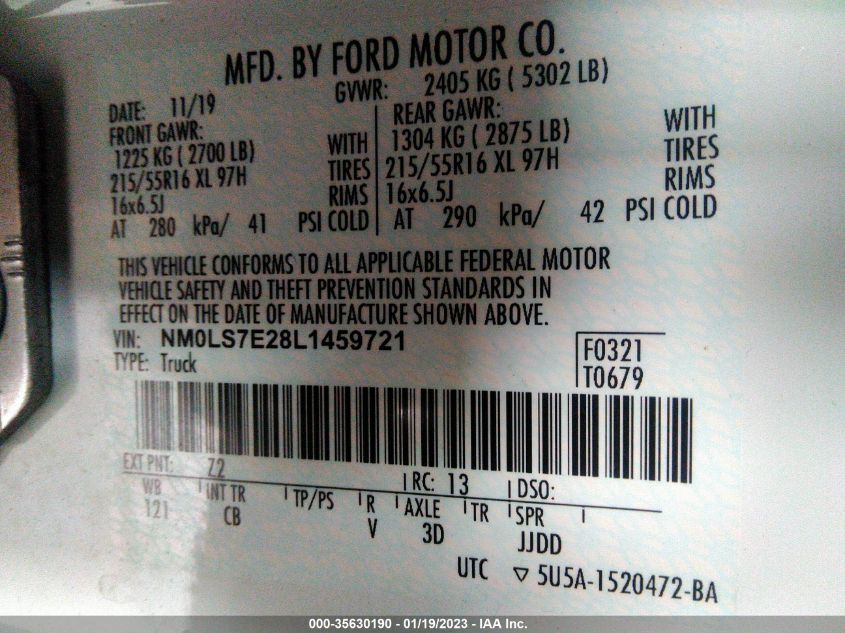 MFD. BY FORD MOTOR CO.
DATE: 11/19 GVWR: 2405 KG ( 5302 LB)
FRONT GAWR: REAR GAWR:
1225 KG ( 2700 LB) WITH 1304 KG ( 2875 LB) WITH
215/55R16 XL 97H TIRES 215/55R16 XL 97H TIRES
16x6.5J RIMS 16x6.5J RIMS
AT 280 kPa/ 41 PSI COLD AT 290 kPa/ 42 PSI COLD
THIS VEHICLE CONFORMS TO ALL APPLICABLE FEDERAL MOTOR
VEHICLE SAFETY AND THEFT PREVENTION STANDARDS IN
EFFECT ON THE DATE OF MANUFACTURE SHOWN ABOVE.
VIN: NM0LS7E28L1459721 F0321
TYPE: Truck T0679
EXT PNT: Z2 RC: 13 DSO:
WB INT TR TP/PS R AXLE TR SPR
121 CB V 3D JJDD
UTC ▽ 5U5A-1520472-BA
000-35630190 - 01/19/2023 - IAA Inc.